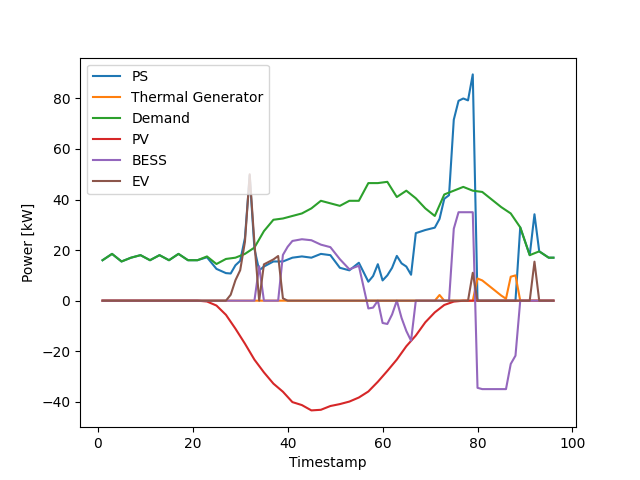 PS
Thermal Generator
Demand
PV
BESS
EV
80
60
40
20
0
−20
−40
Power [kW]
0 20 40 60 80 100
Timestamp